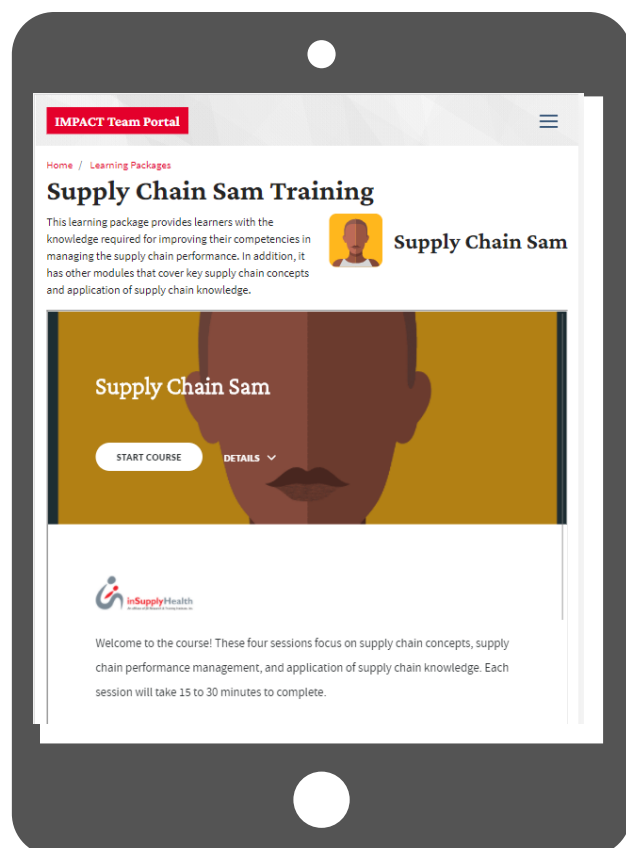 IMPACT Team Portal
Home / Learning Packages
Supply Chain Sam Training
This learning package provides learners with the
knowledge required for improving their competencies in
managing the supply chain performance. In addition, it
has other modules that cover key supply chain concepts
and application of supply chain knowledge.
Supply Chain Sam
Supply Chain Sam
START COURSE
DETAILS
inSupplyHealth
Welcome to the course! These four sessions focus on supply chain concepts, supply
chain performance management, and application of supply chain knowledge. Each
session will take 15 to 30 minutes to complete.